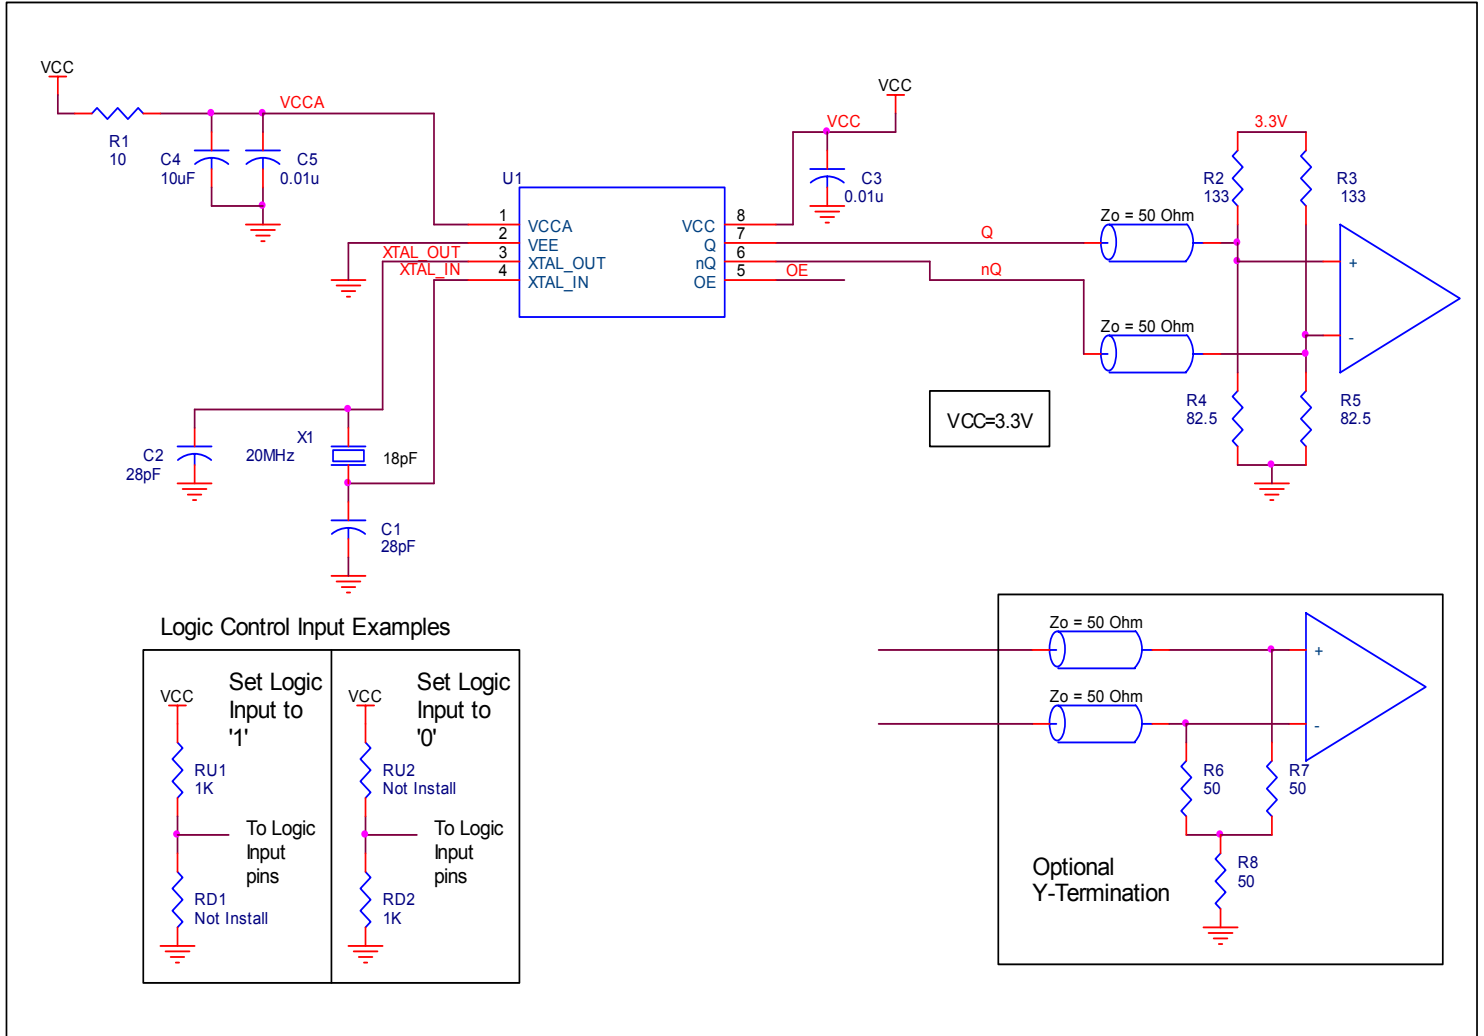 VCC
VCCA
R1
10
C4
10uF
C5
0.01u
VCC
VCC
C3
0.01u
U1
1
VCCA
2
VEE
3
XTAL_OUT
4
XTAL_IN
XTAL_OUT
XTAL_IN
VCC
8
Q
7
nQ
6
OE
5
OE
Q
nQ
Zo = 50 Ohm
Zo = 50 Ohm
3.3V
R2
133
R3
133
+
-
R4
82.5
R5
82.5
VCC=3.3V
C2
28pF
X1
20MHz
18pF
C1
28pF
Logic Control Input Examples
VCC
Set Logic
Input to
'1'
RU1
1K
To Logic
Input
pins
RD1
Not Install
VCC
Set Logic
Input to
'0'
RU2
Not Install
To Logic
Input
pins
RD2
1K
Zo = 50 Ohm
Zo = 50 Ohm
+
-
R6
50
R7
50
R8
50
Optional
Y-Termination